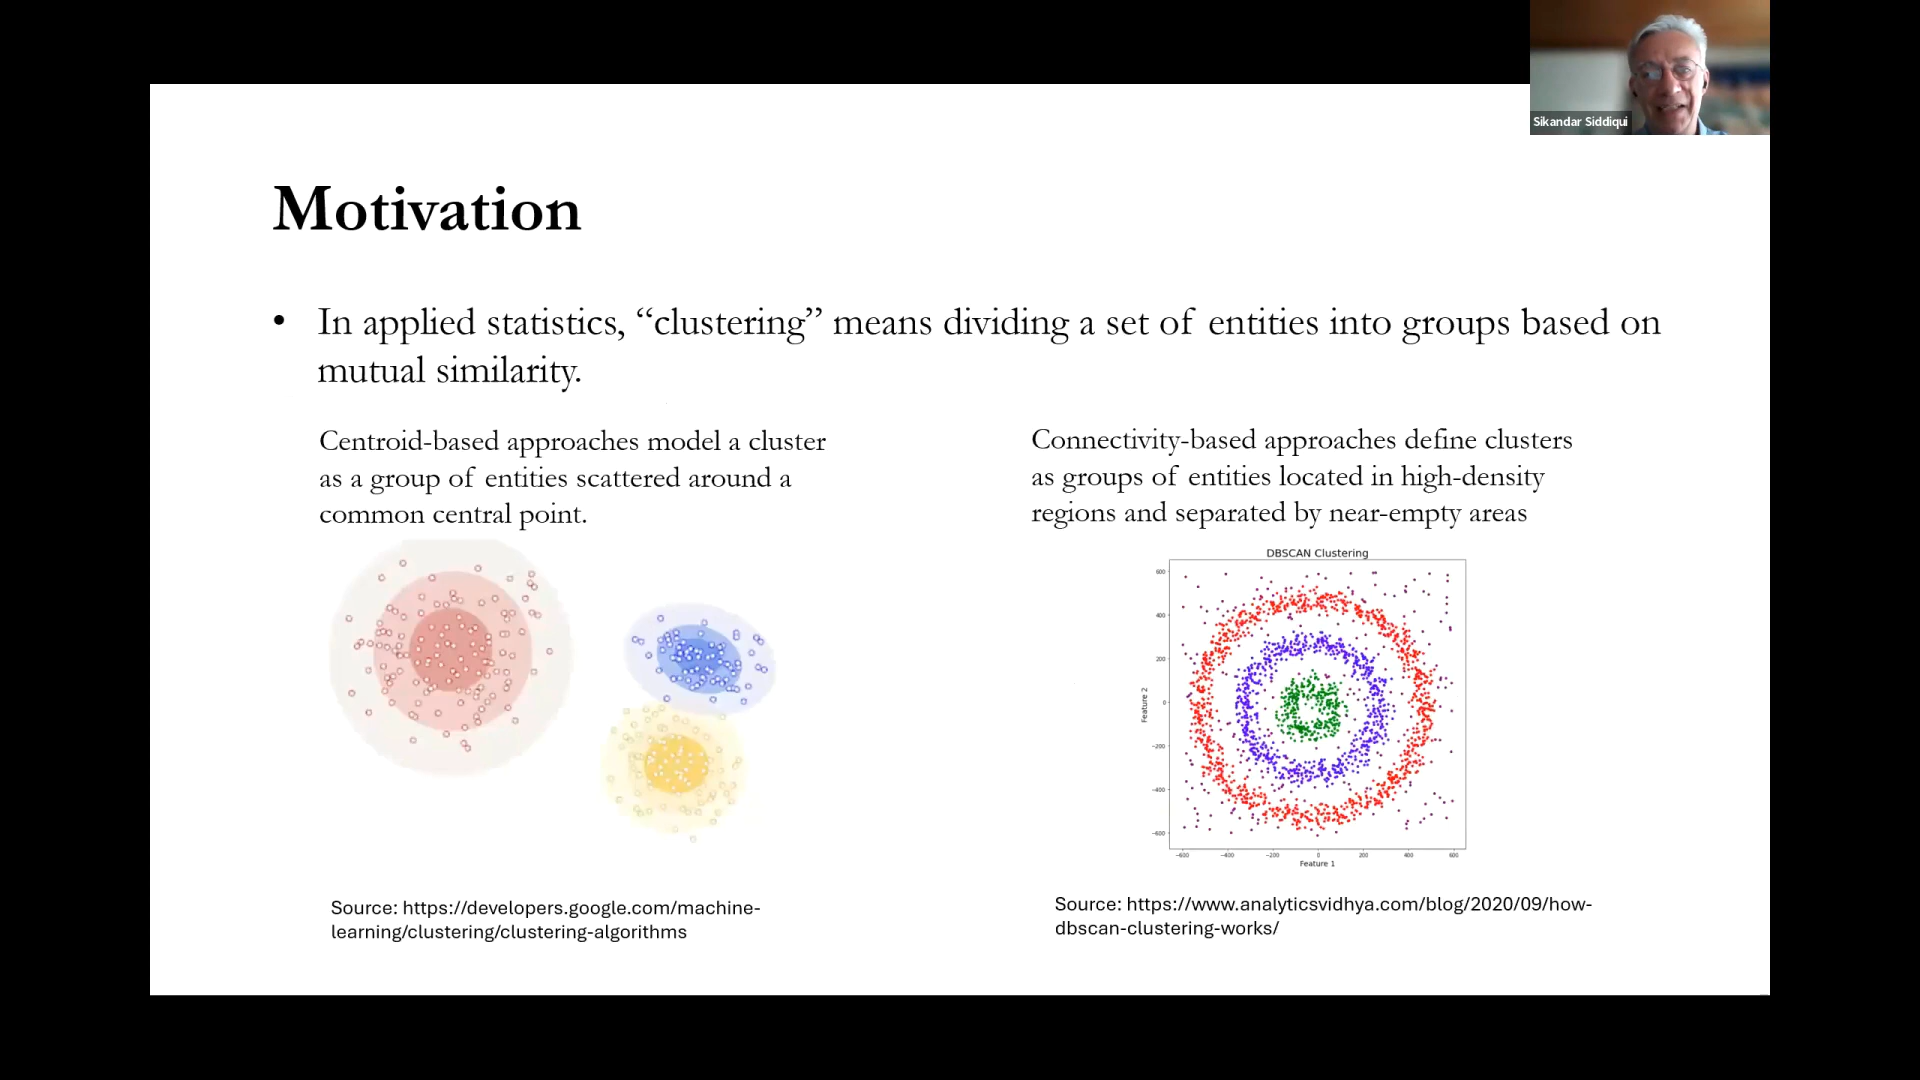 Sikandar Siddiqui
Motivation
• In applied statistics, “clustering” means dividing a set of entities into groups based on
mutual similarity.
Centroid-based approaches model a cluster
as a group of entities scattered around a
common central point.
Connectivity-based approaches define clusters
as groups of entities located in high-density
regions and separated by near-empty areas
DBSCAN Clustering
600
400
200
0
−200
−400
−600
Feature 2
−600 −400 −200 0 200 400 600
Feature 1
Source: https://developers.google.com/machine-
learning/clustering/clustering-algorithms
Source: https://www.analyticsvidhya.com/blog/2020/09/how-
dbscan-clustering-works/